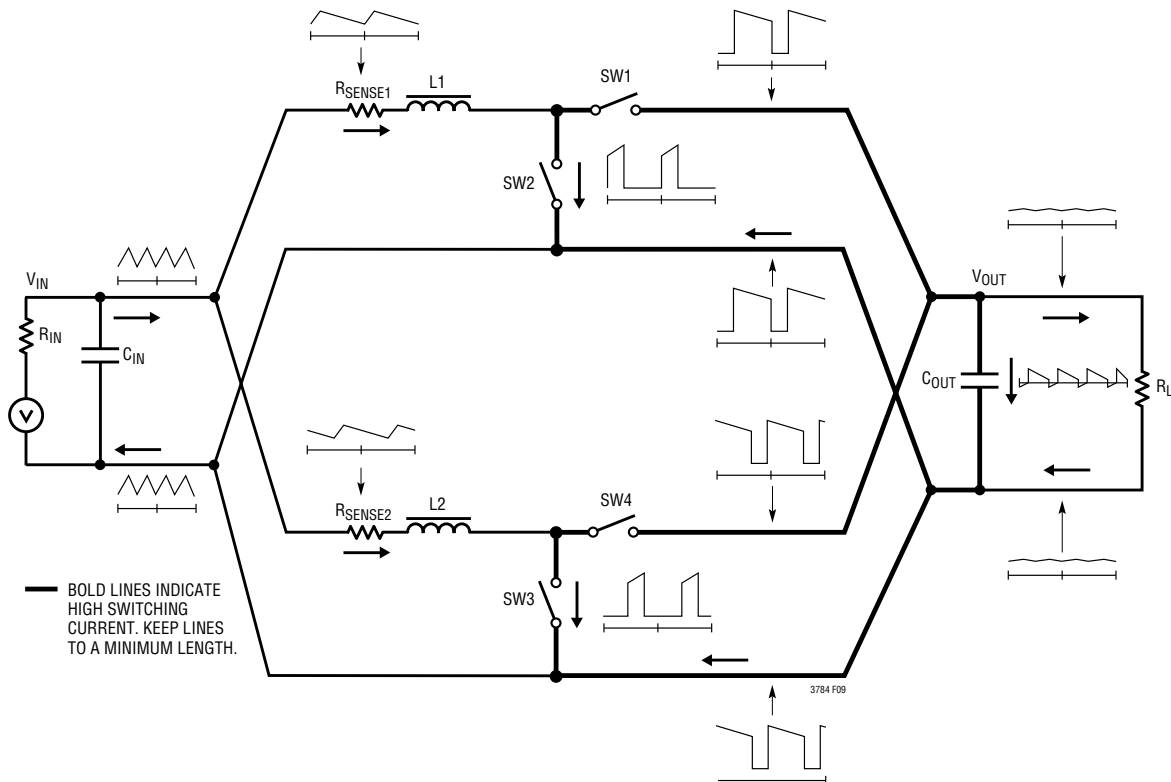 RSENSE1
L1
SW1
SW2
VIN
RIN
CIN
V
VOUT
COUT
RL
RSENSE2
L2
SW4
SW3
BOLD LINES INDICATE
HIGH SWITCHING
CURRENT. KEEP LINES
TO A MINIMUM LENGTH.
3784 F09